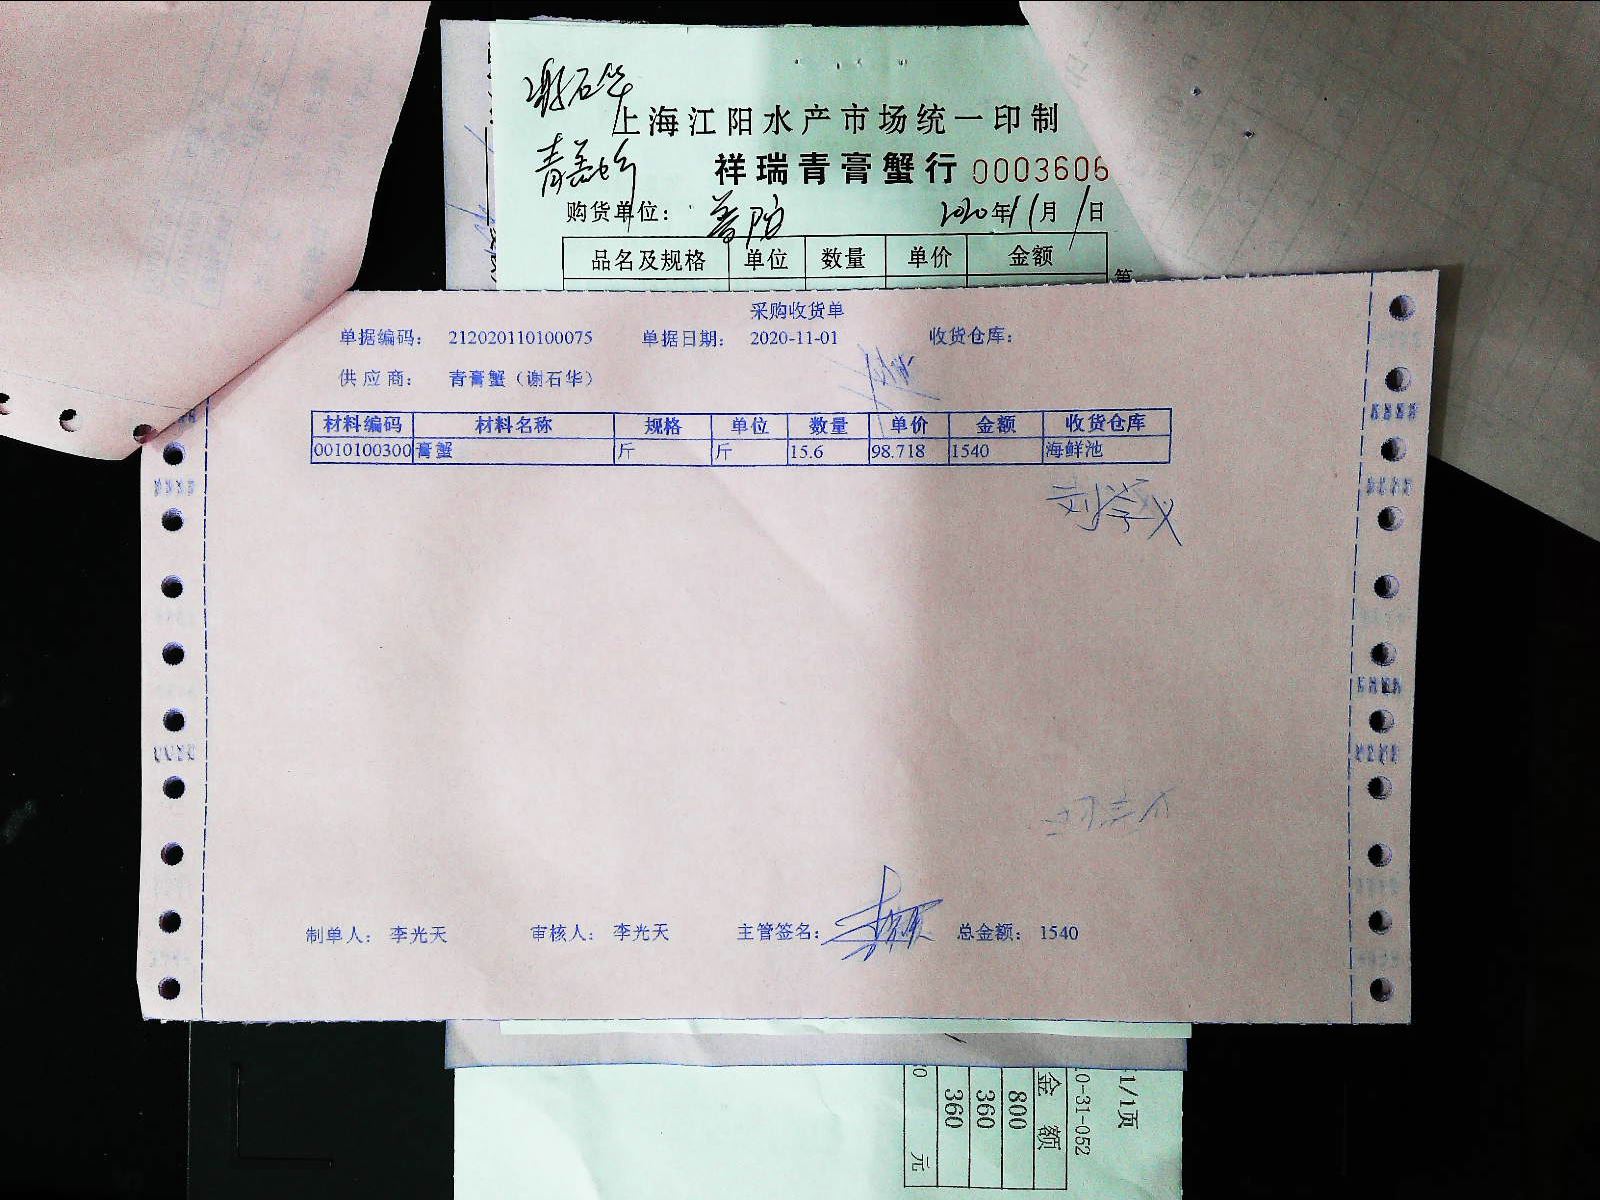 谢石华
上海江阳水产市场统一印制
青膏蟹
祥瑞青膏蟹行 0003606
购货单位: 2020年11月1日
品名及规格 单位 数量 单价 金额
第
采购收货单
单据编码: 212020110100075 单据日期: 2020-11-01 收货仓库:
供应商: 青膏蟹（谢石华）
材料编码 材料名称 规格 单位 数量 单价 金额 收货仓库
0010100300 膏蟹 斤 斤 15.6 98.718 1540 海鲜池
制单人: 李光天 审核人: 李光天 主管签名: 总金额: 1540
1/1页
0-31-052
金额
800
360
360
元